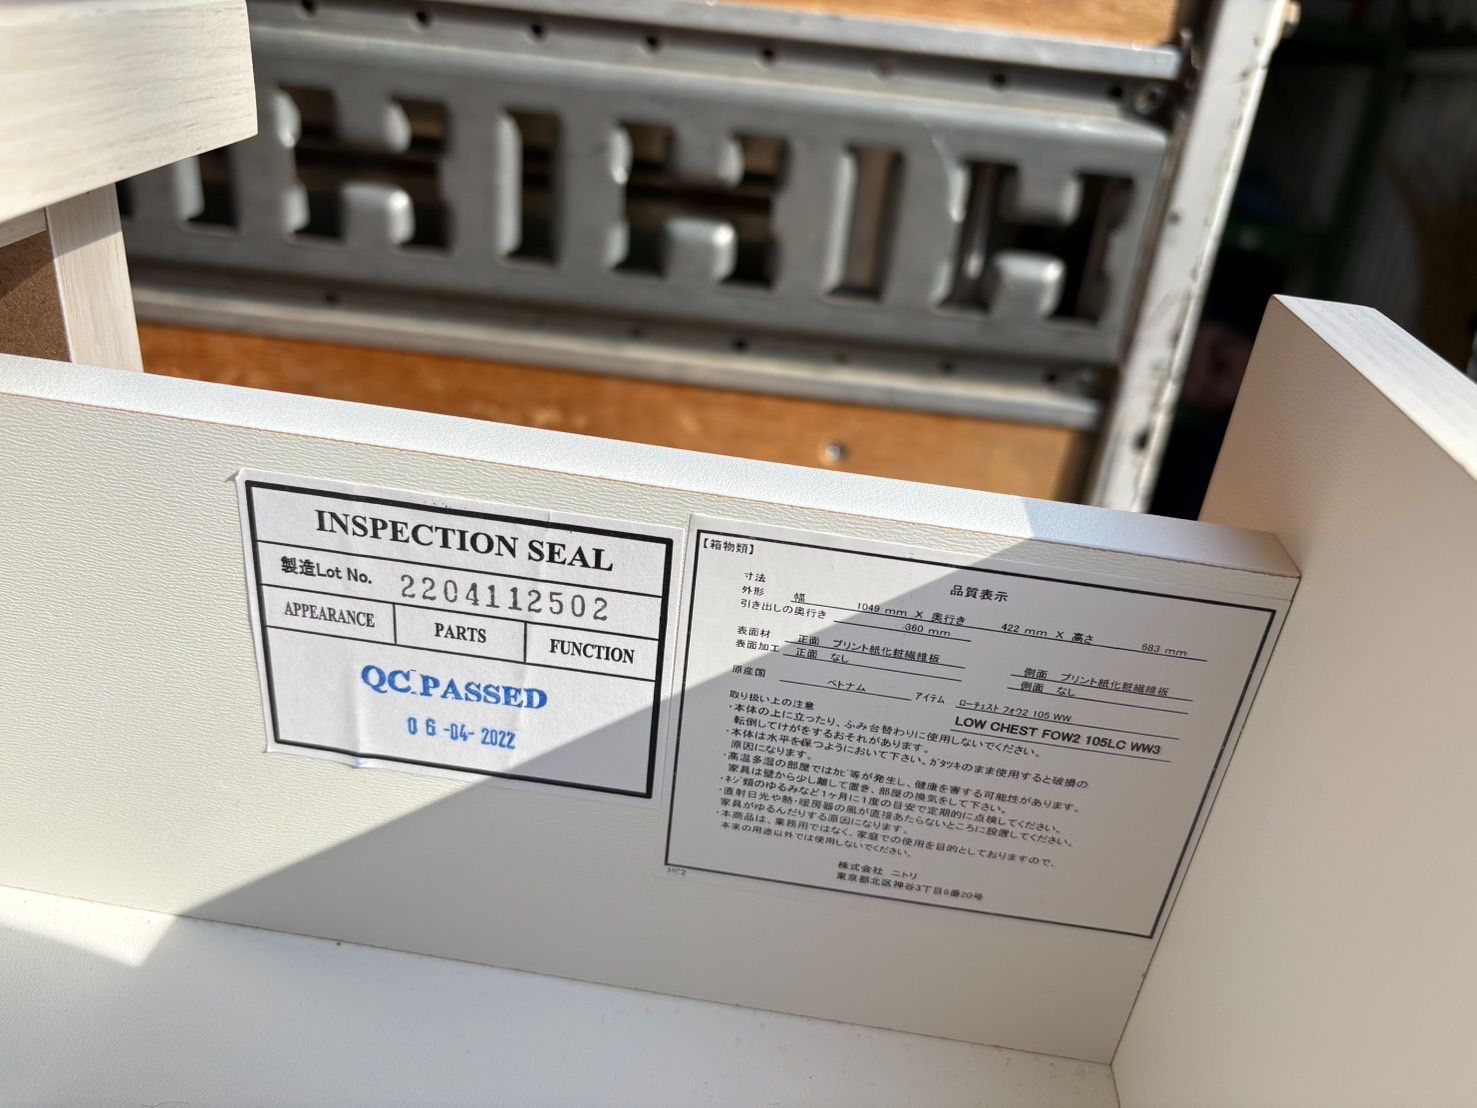 INSPECTION SEAL
製造Lot No. 2204112502
APPEARANCE PARTS FUNCTION
QC PASSED
06-04-2022
【箱物類】
品質表示
寸法
外形 幅 1049 mm X 奥行き 422 mm X 高さ 683 mm
引き出しの奥行き 360 mm
表面材 正面 プリント紙化粧繊維板 側面 プリント紙化粧繊維板
表面加工 正面 なし 側面 なし
原産国 ベトナム アイテム ローチェスト フォウ2 105 WW
LOW CHEST FOW2 105LC WW3
取り扱い上の注意
・本体の上に立ったり、ふみ台替わりに使用しないでください。
転倒してけがをするおそれがあります。
・本体は水平を保つようにおいて下さい。ガタツキのまま使用すると破損の
原因になります。
・高温多湿の部屋ではカビ等が発生し、健康を害する可能性があります。
家具は壁から少し離して置き、部屋の換気をして下さい。
・ネジ類のゆるみなど1ヶ月に1度の目安で定期的に点検してください。
・直射日光や熱・暖房器の風が直接あたらないところに設置してください。
家具がゆるんだりする原因になります。
・本商品は、業務用ではなく、家庭での使用を目的としておりますので、
本来の用途以外では使用しないでください。
株式会社 ニトリ
東京都北区神谷3丁目6番20号
HC2